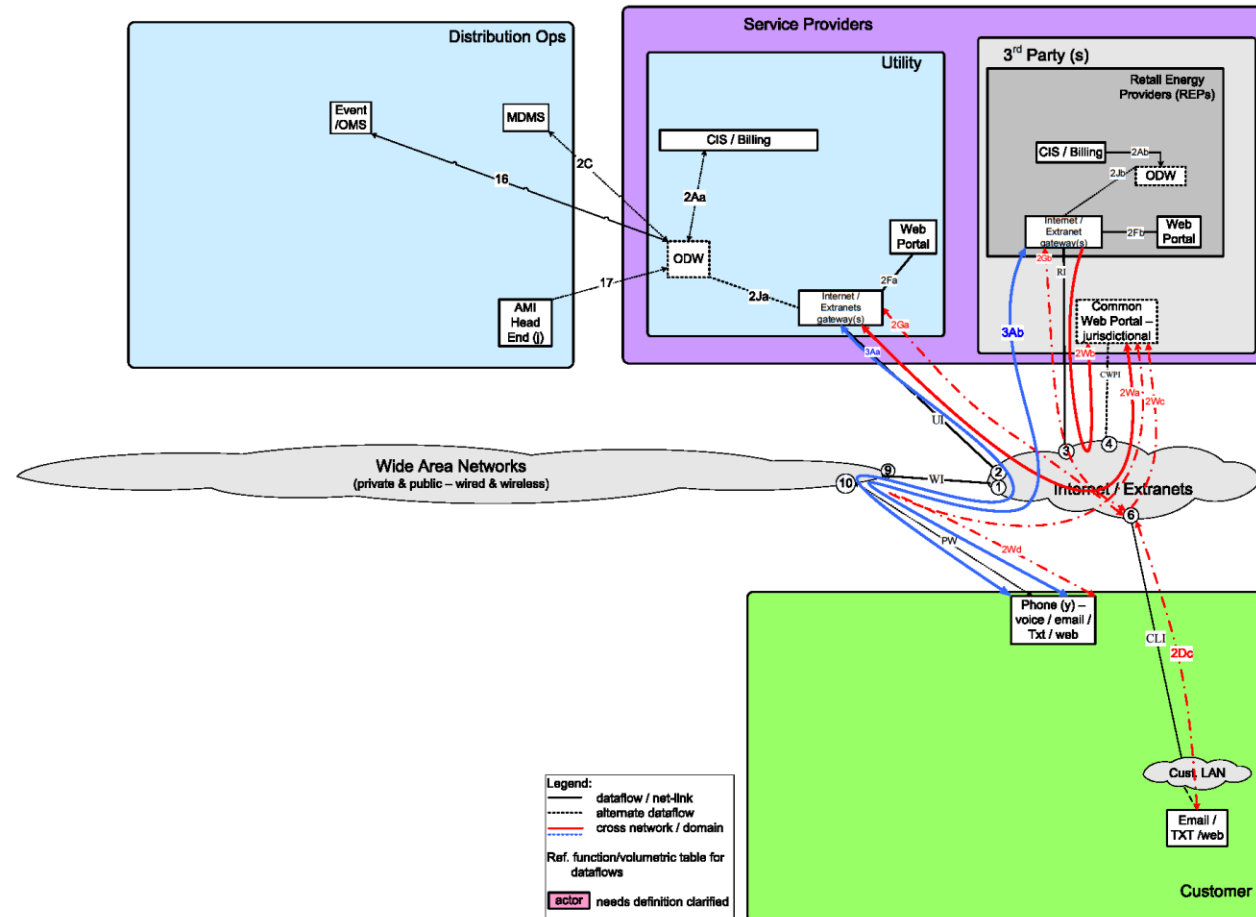 Service Providers
Distribution Ops
3rd Party (s)
Utility
Retail Energy
Providers (REPs)
Event
/OMS
MDMS
CIS / Billing
CIS / Billing
2Ab
2C
2Jb
ODW
16
2Aa
Web
Portal
Internet /
Extranet
gateway(s)
2Fb
Web
Portal
ODW
2Gb
RI
17
2Fa
2Ja
AMI
Head
End (j)
Internet /
Extranets
gateway(s)
Common
Web Portal –
jurisdictional
2Ga
3Ab
3Aa
2Wb
CWPI
2Wa
2Wc
UI
3
4
Wide Area Networks
(private & public – wired & wireless)
9
WI
2
10
1
Internet / Extranets
6
PW
2Wd
Phone (y) –
voice / email /
Txt / web
CLI
2Dc
Cust. LAN
Email /
TXT /web
Legend:
dataflow / net-link
alternate dataflow
cross network / domain
Ref. function/volumetric table for
dataflows
actor needs definition clarified
Customer